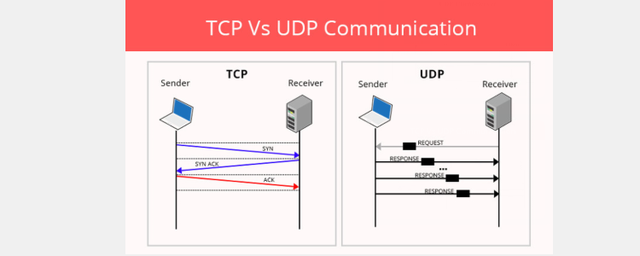 TCP Vs UDP Communication
TCP
Sender
Receiver
SYN
SYN ACK
ACK
UDP
Sender
Receiver
REQUEST
RESPONSE
...
RESPONSE
RESPONSE